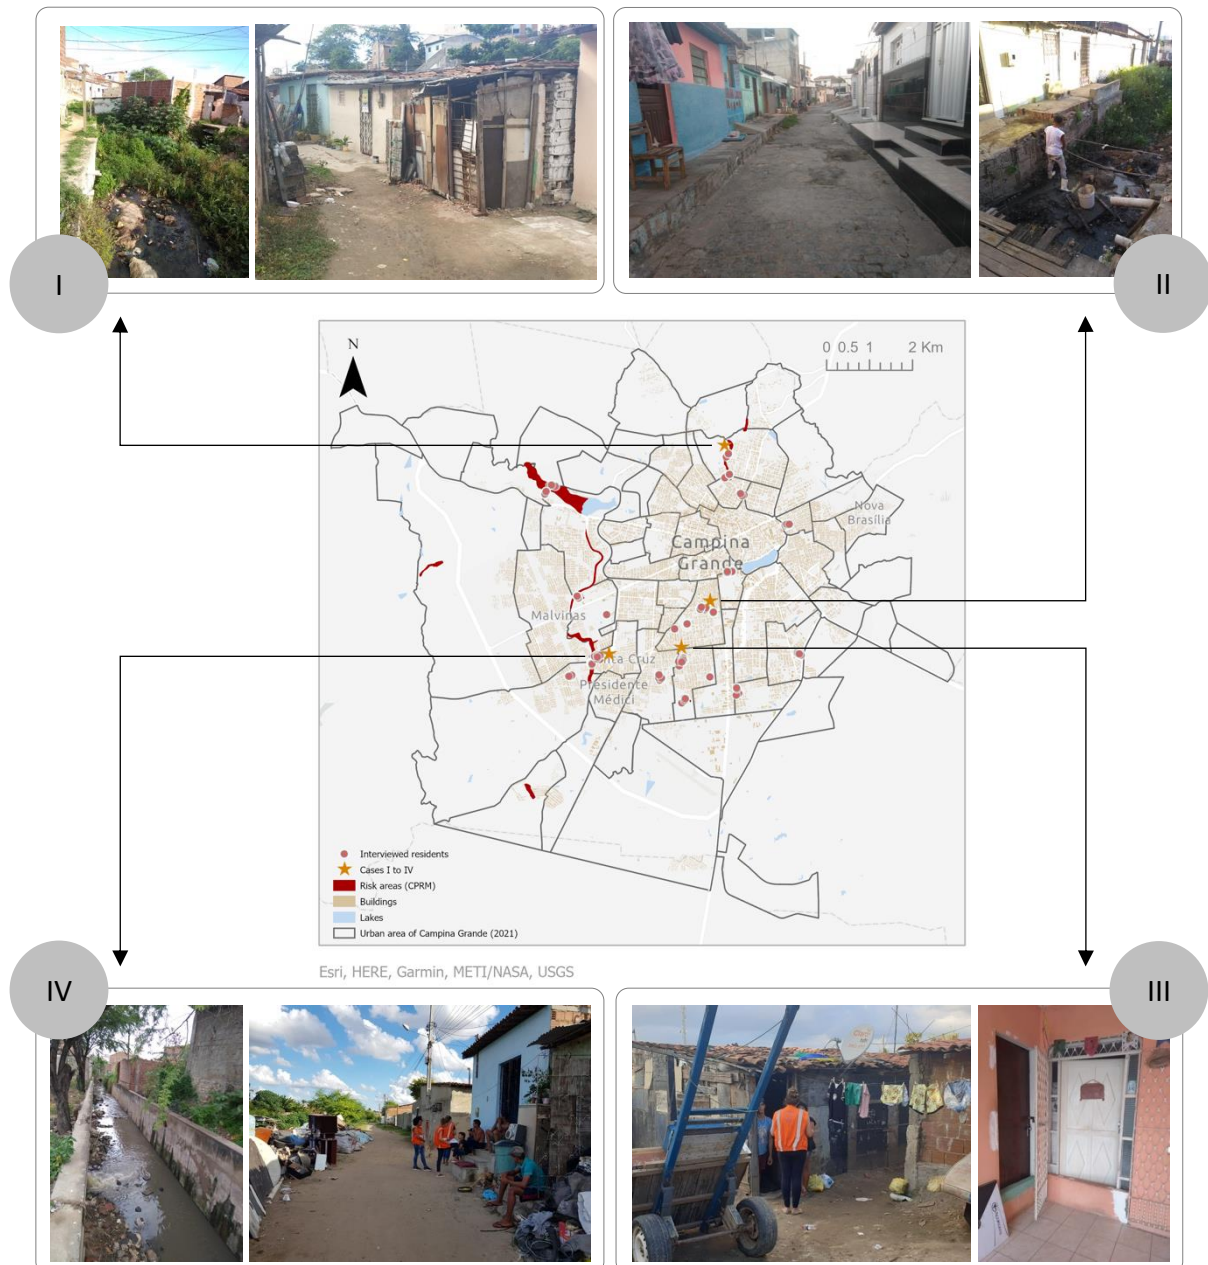 I
II
N
0 0.5 1 2 Km
Nova
Brasília
Campina
Grande
Malvinas
nta Cruz
Presidente
Médici
Interviewed residents
Cases I to IV
Risk areas (CPRM)
Buildings
Lakes
Urban area of Campina Grande (2021)
Esri, HERE, Garmin, METI/NASA, USGS
IV
III